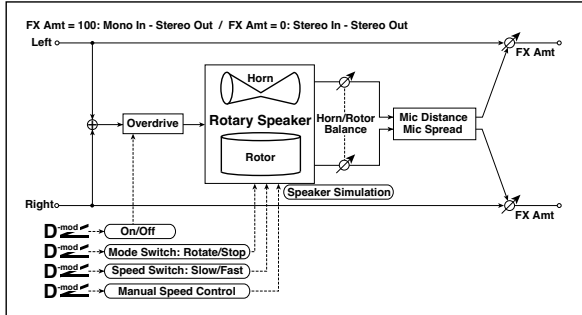 FX Amt = 100: Mono In - Stereo Out / FX Amt = 0: Stereo In - Stereo Out
Left
FX Amt
Horn
Overdrive
Rotary Speaker
Horn/Rotor
Balance
Mic Distance
Mic Spread
Rotor
Speaker Simulation
Right
FX Amt
D-mod
On/Off
D-mod
Mode Switch: Rotate/Stop
D-mod
Speed Switch: Slow/Fast
D-mod
Manual Speed Control